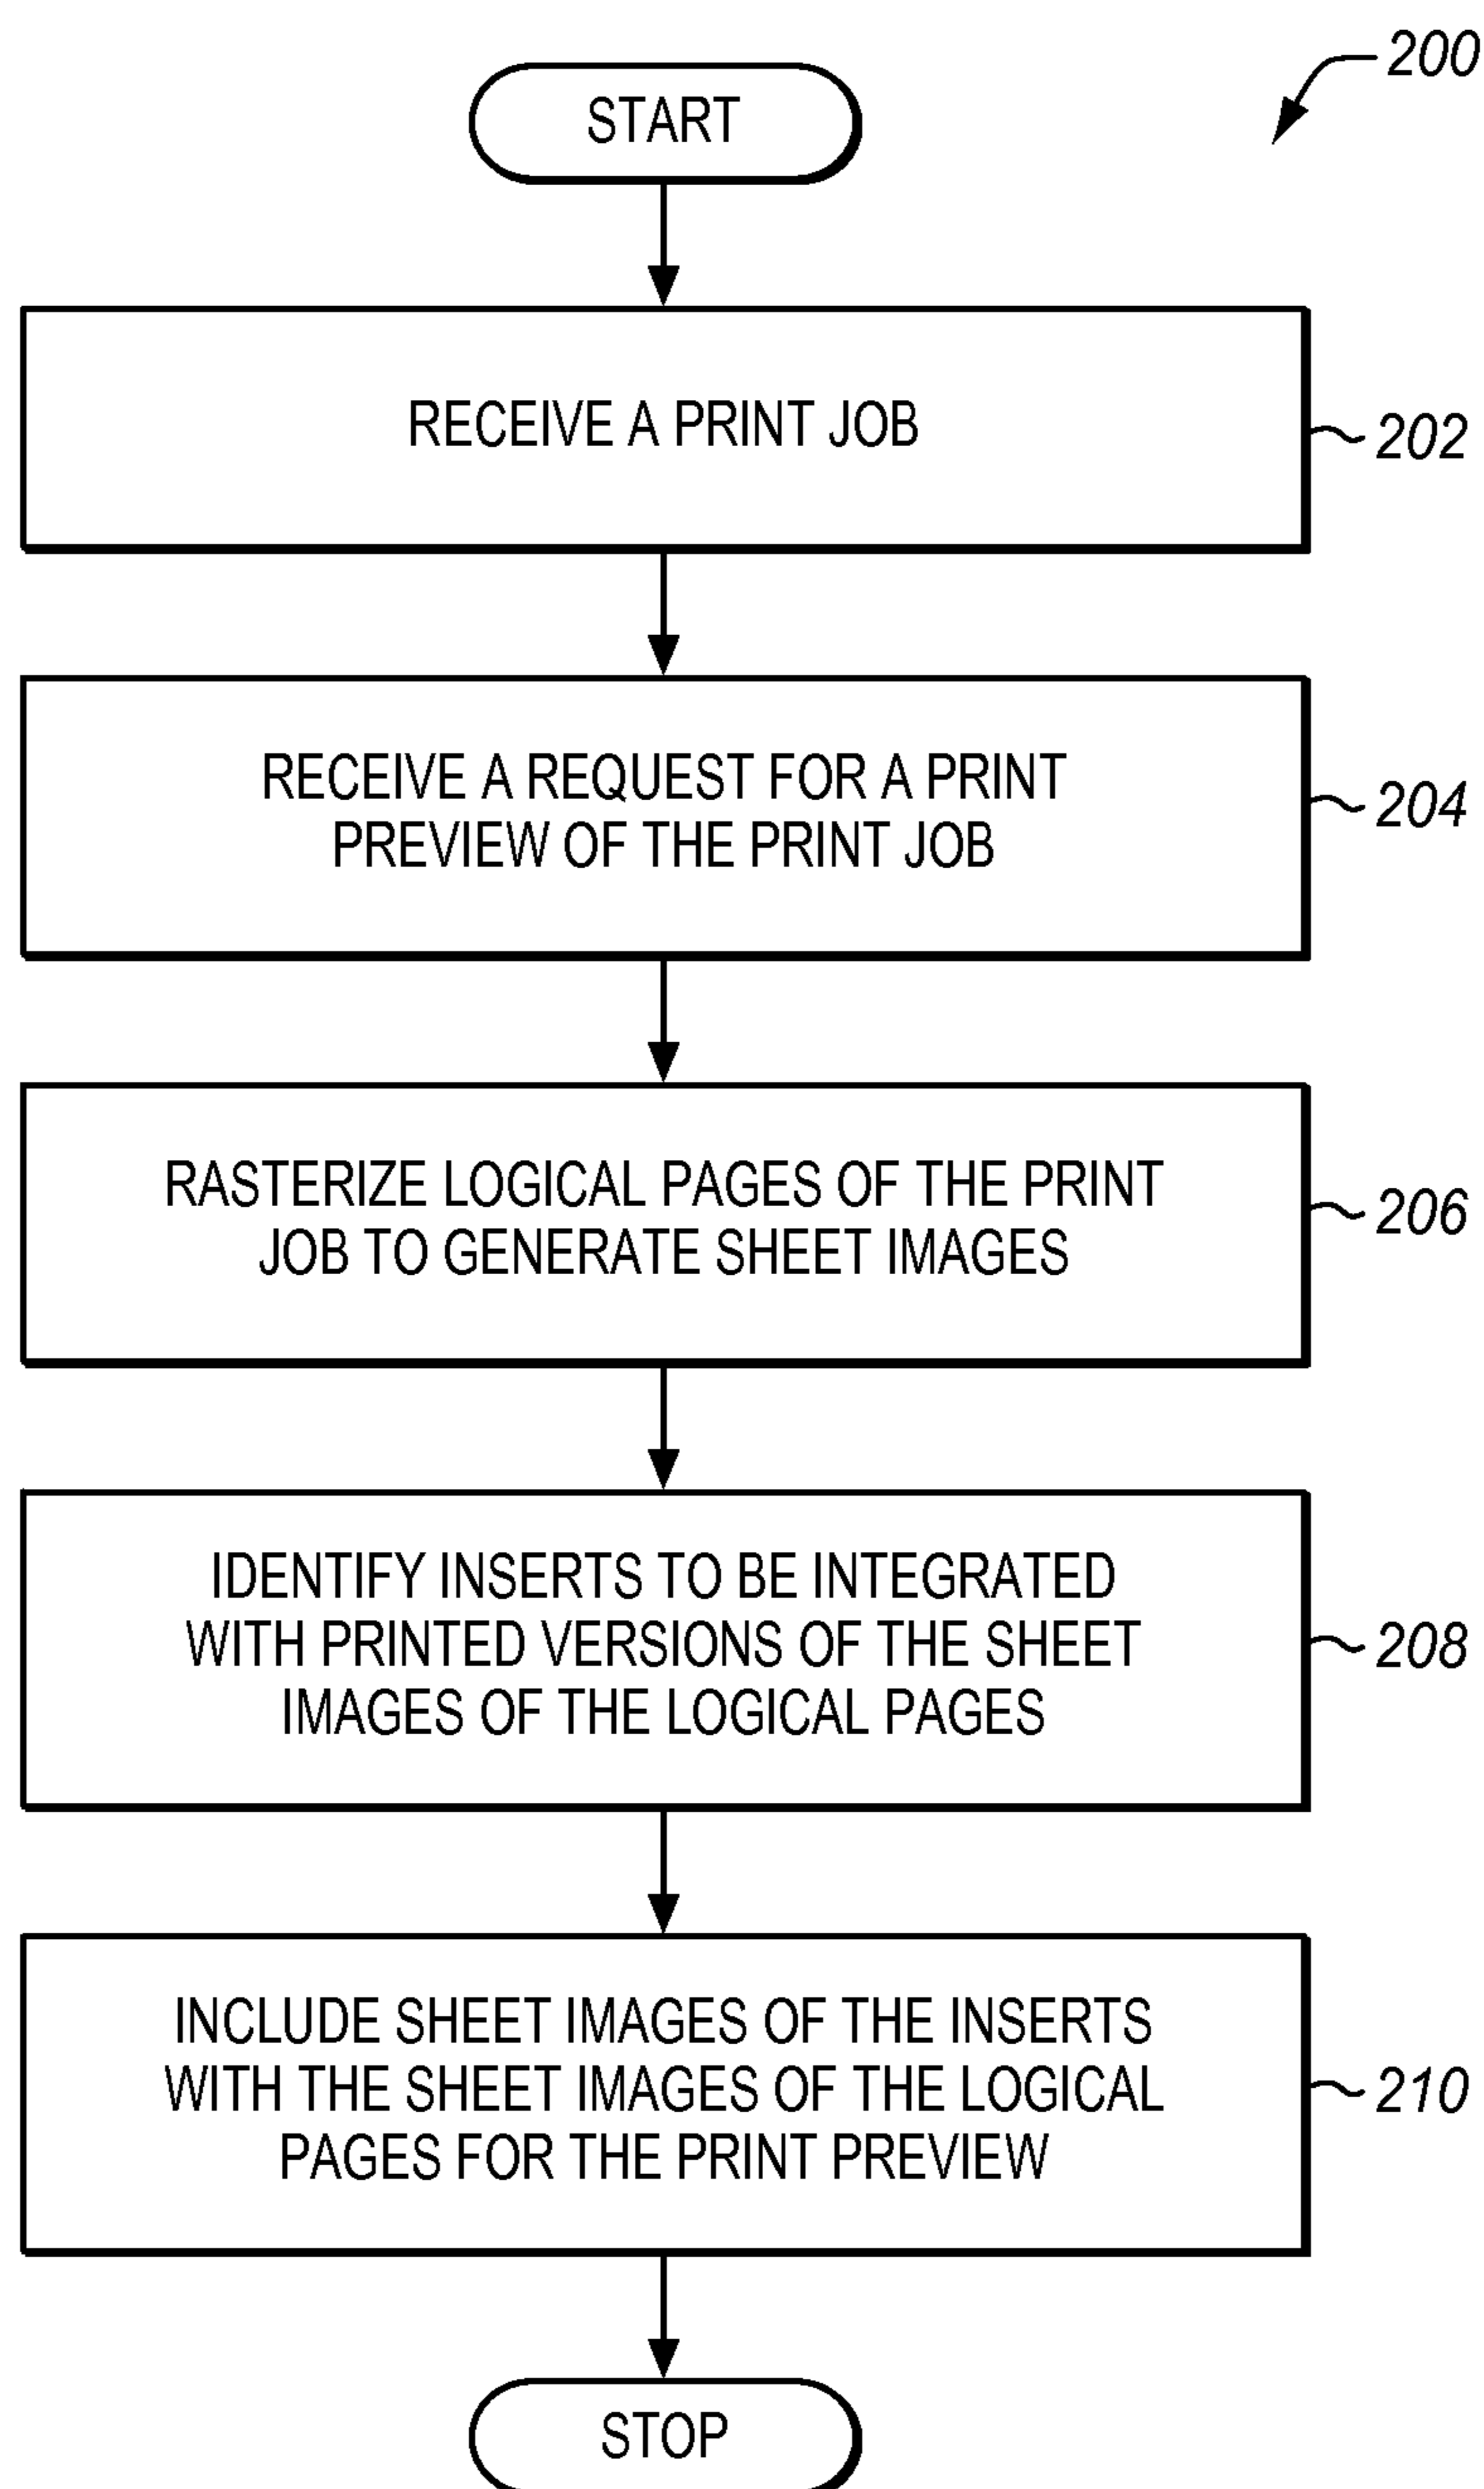 200
START
RECEIVE A PRINT JOB
202
RECEIVE A REQUEST FOR A PRINT
PREVIEW OF THE PRINT JOB
204
RASTERIZE LOGICAL PAGES OF THE PRINT
JOB TO GENERATE SHEET IMAGES
206
IDENTIFY INSERTS TO BE INTEGRATED
WITH PRINTED VERSIONS OF THE SHEET
IMAGES OF THE LOGICAL PAGES
208
INCLUDE SHEET IMAGES OF THE INSERTS
WITH THE SHEET IMAGES OF THE LOGICAL
PAGES FOR THE PRINT PREVIEW
210
STOP